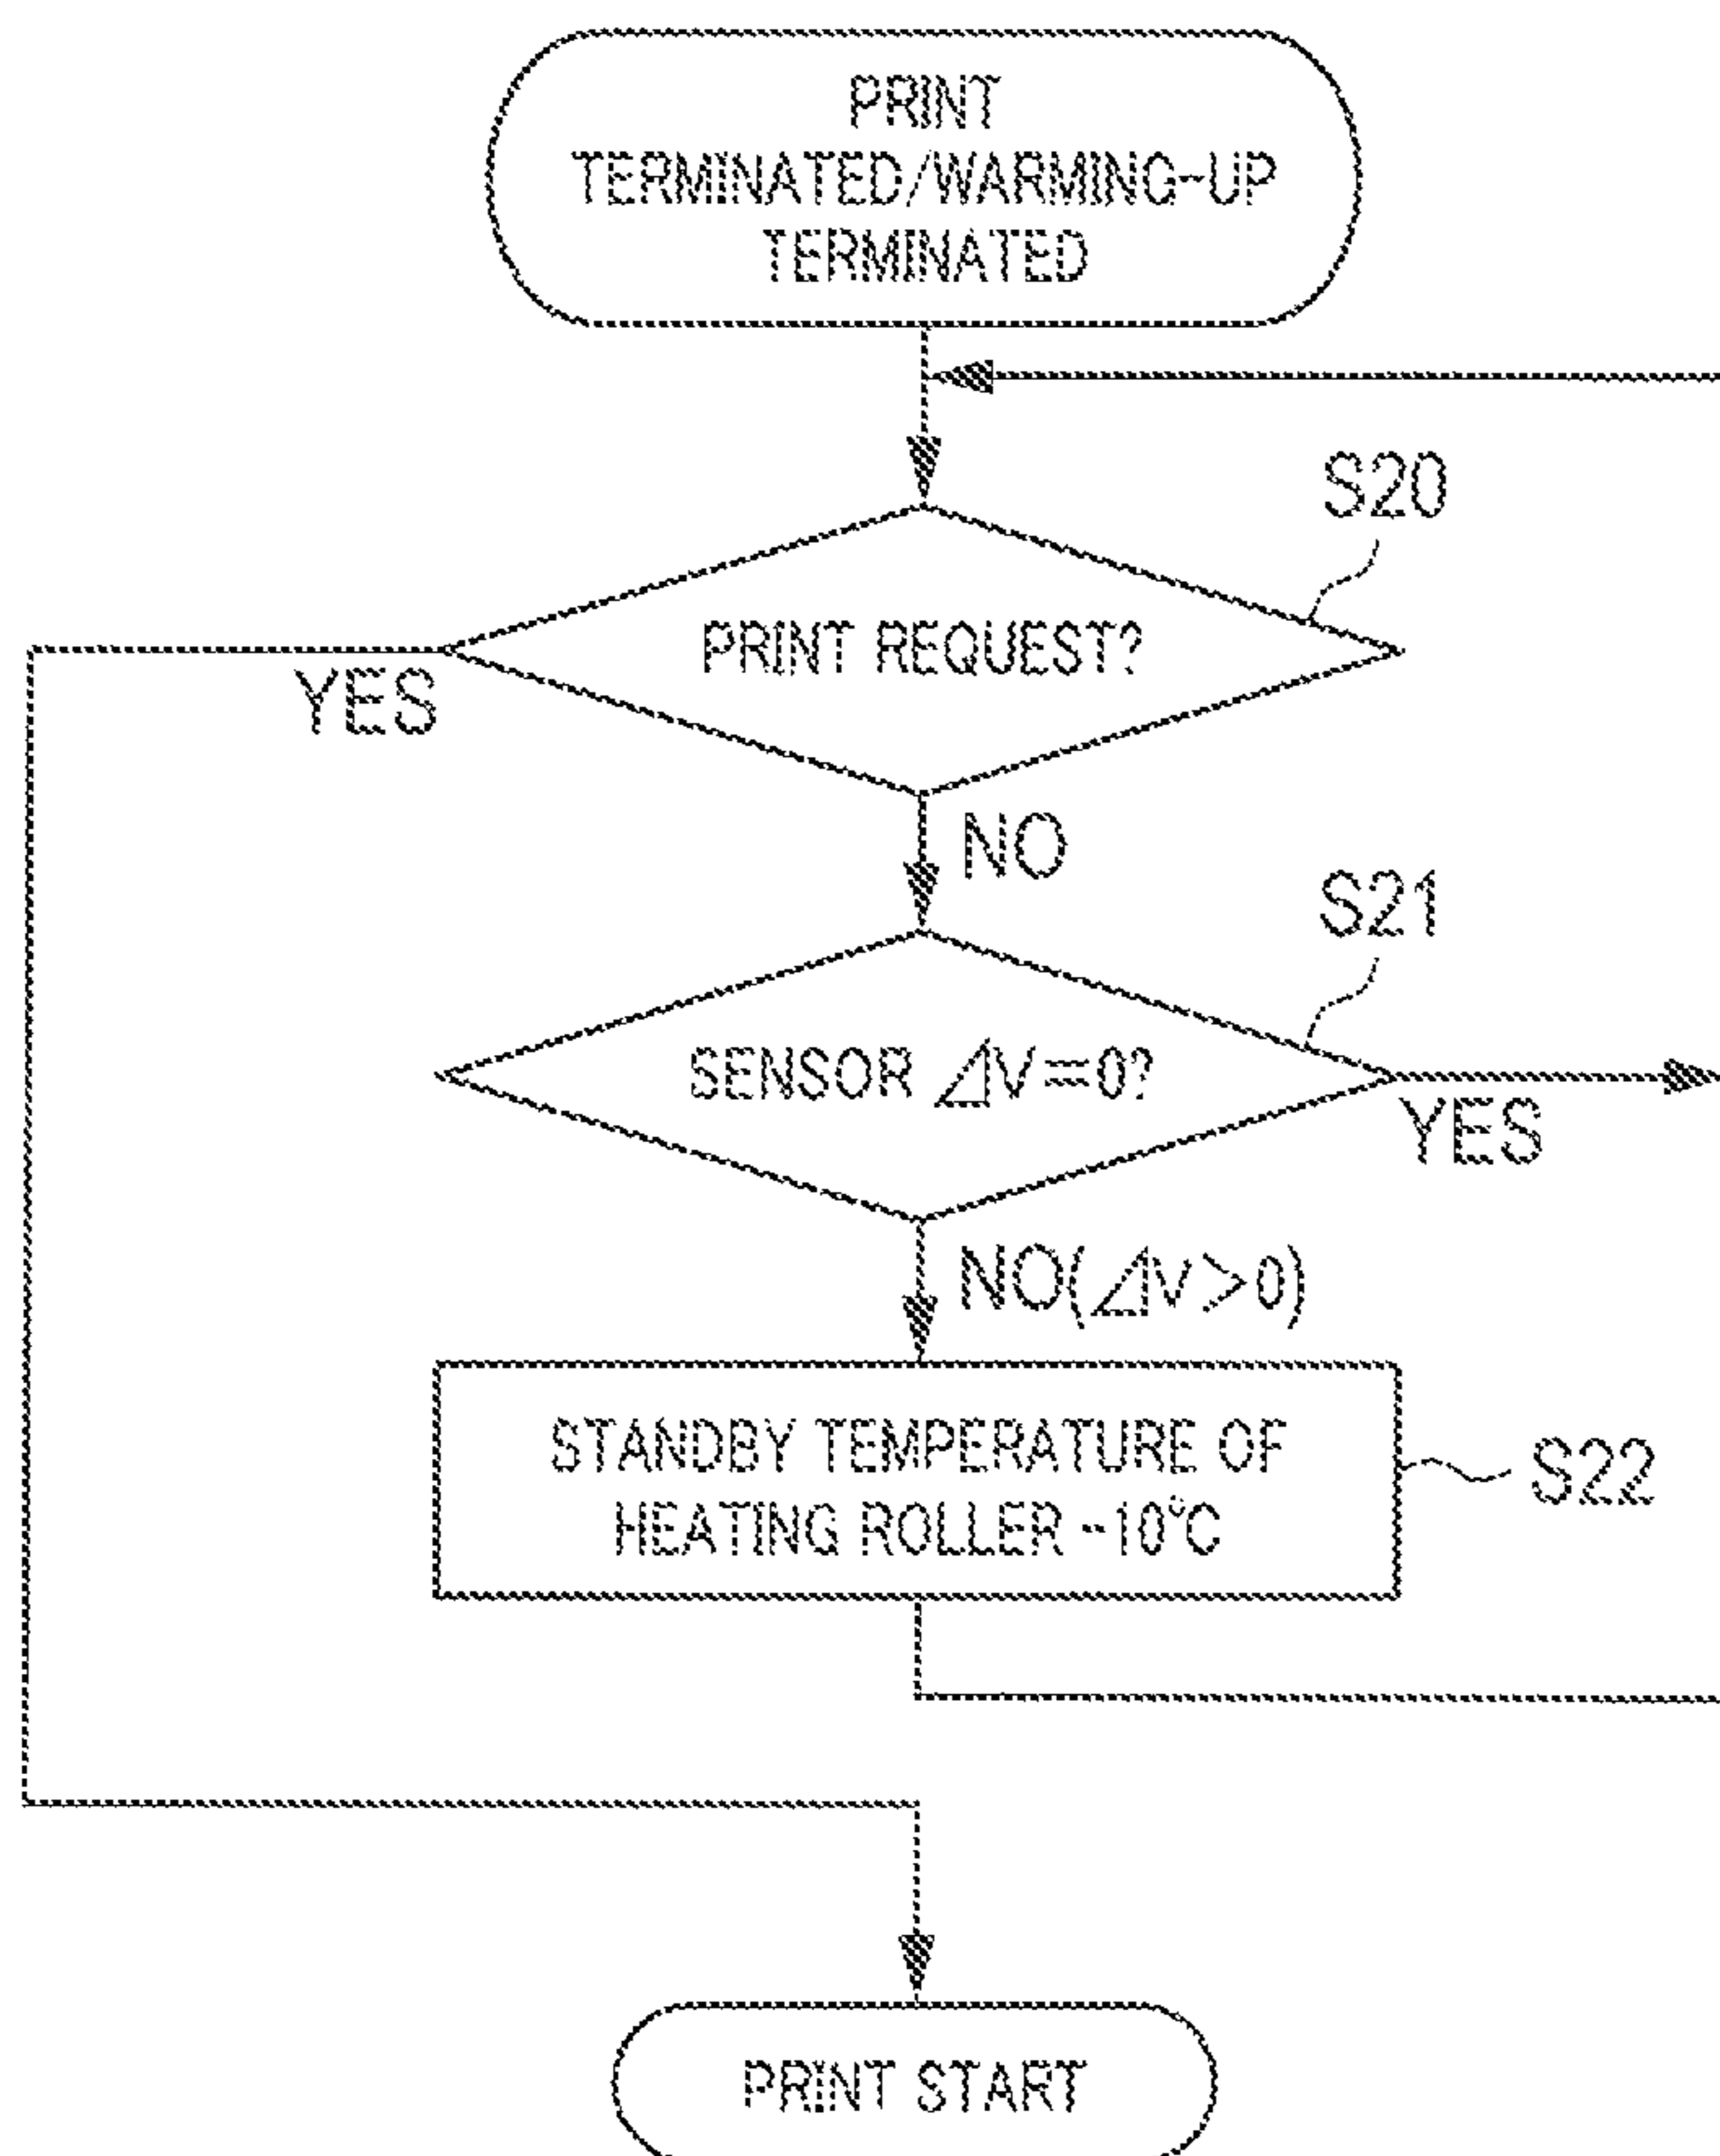 PRINT
TERMINATED/WARMING-UP
TERMINATED
S20
PRINT REQUEST?
YES
NO
S21
SENSOR ⊿V=0?
YES
NO(⊿V>0)
STANDBY TEMPERATURE OF
HEATING ROLLER -10°C
S22
PRINT START